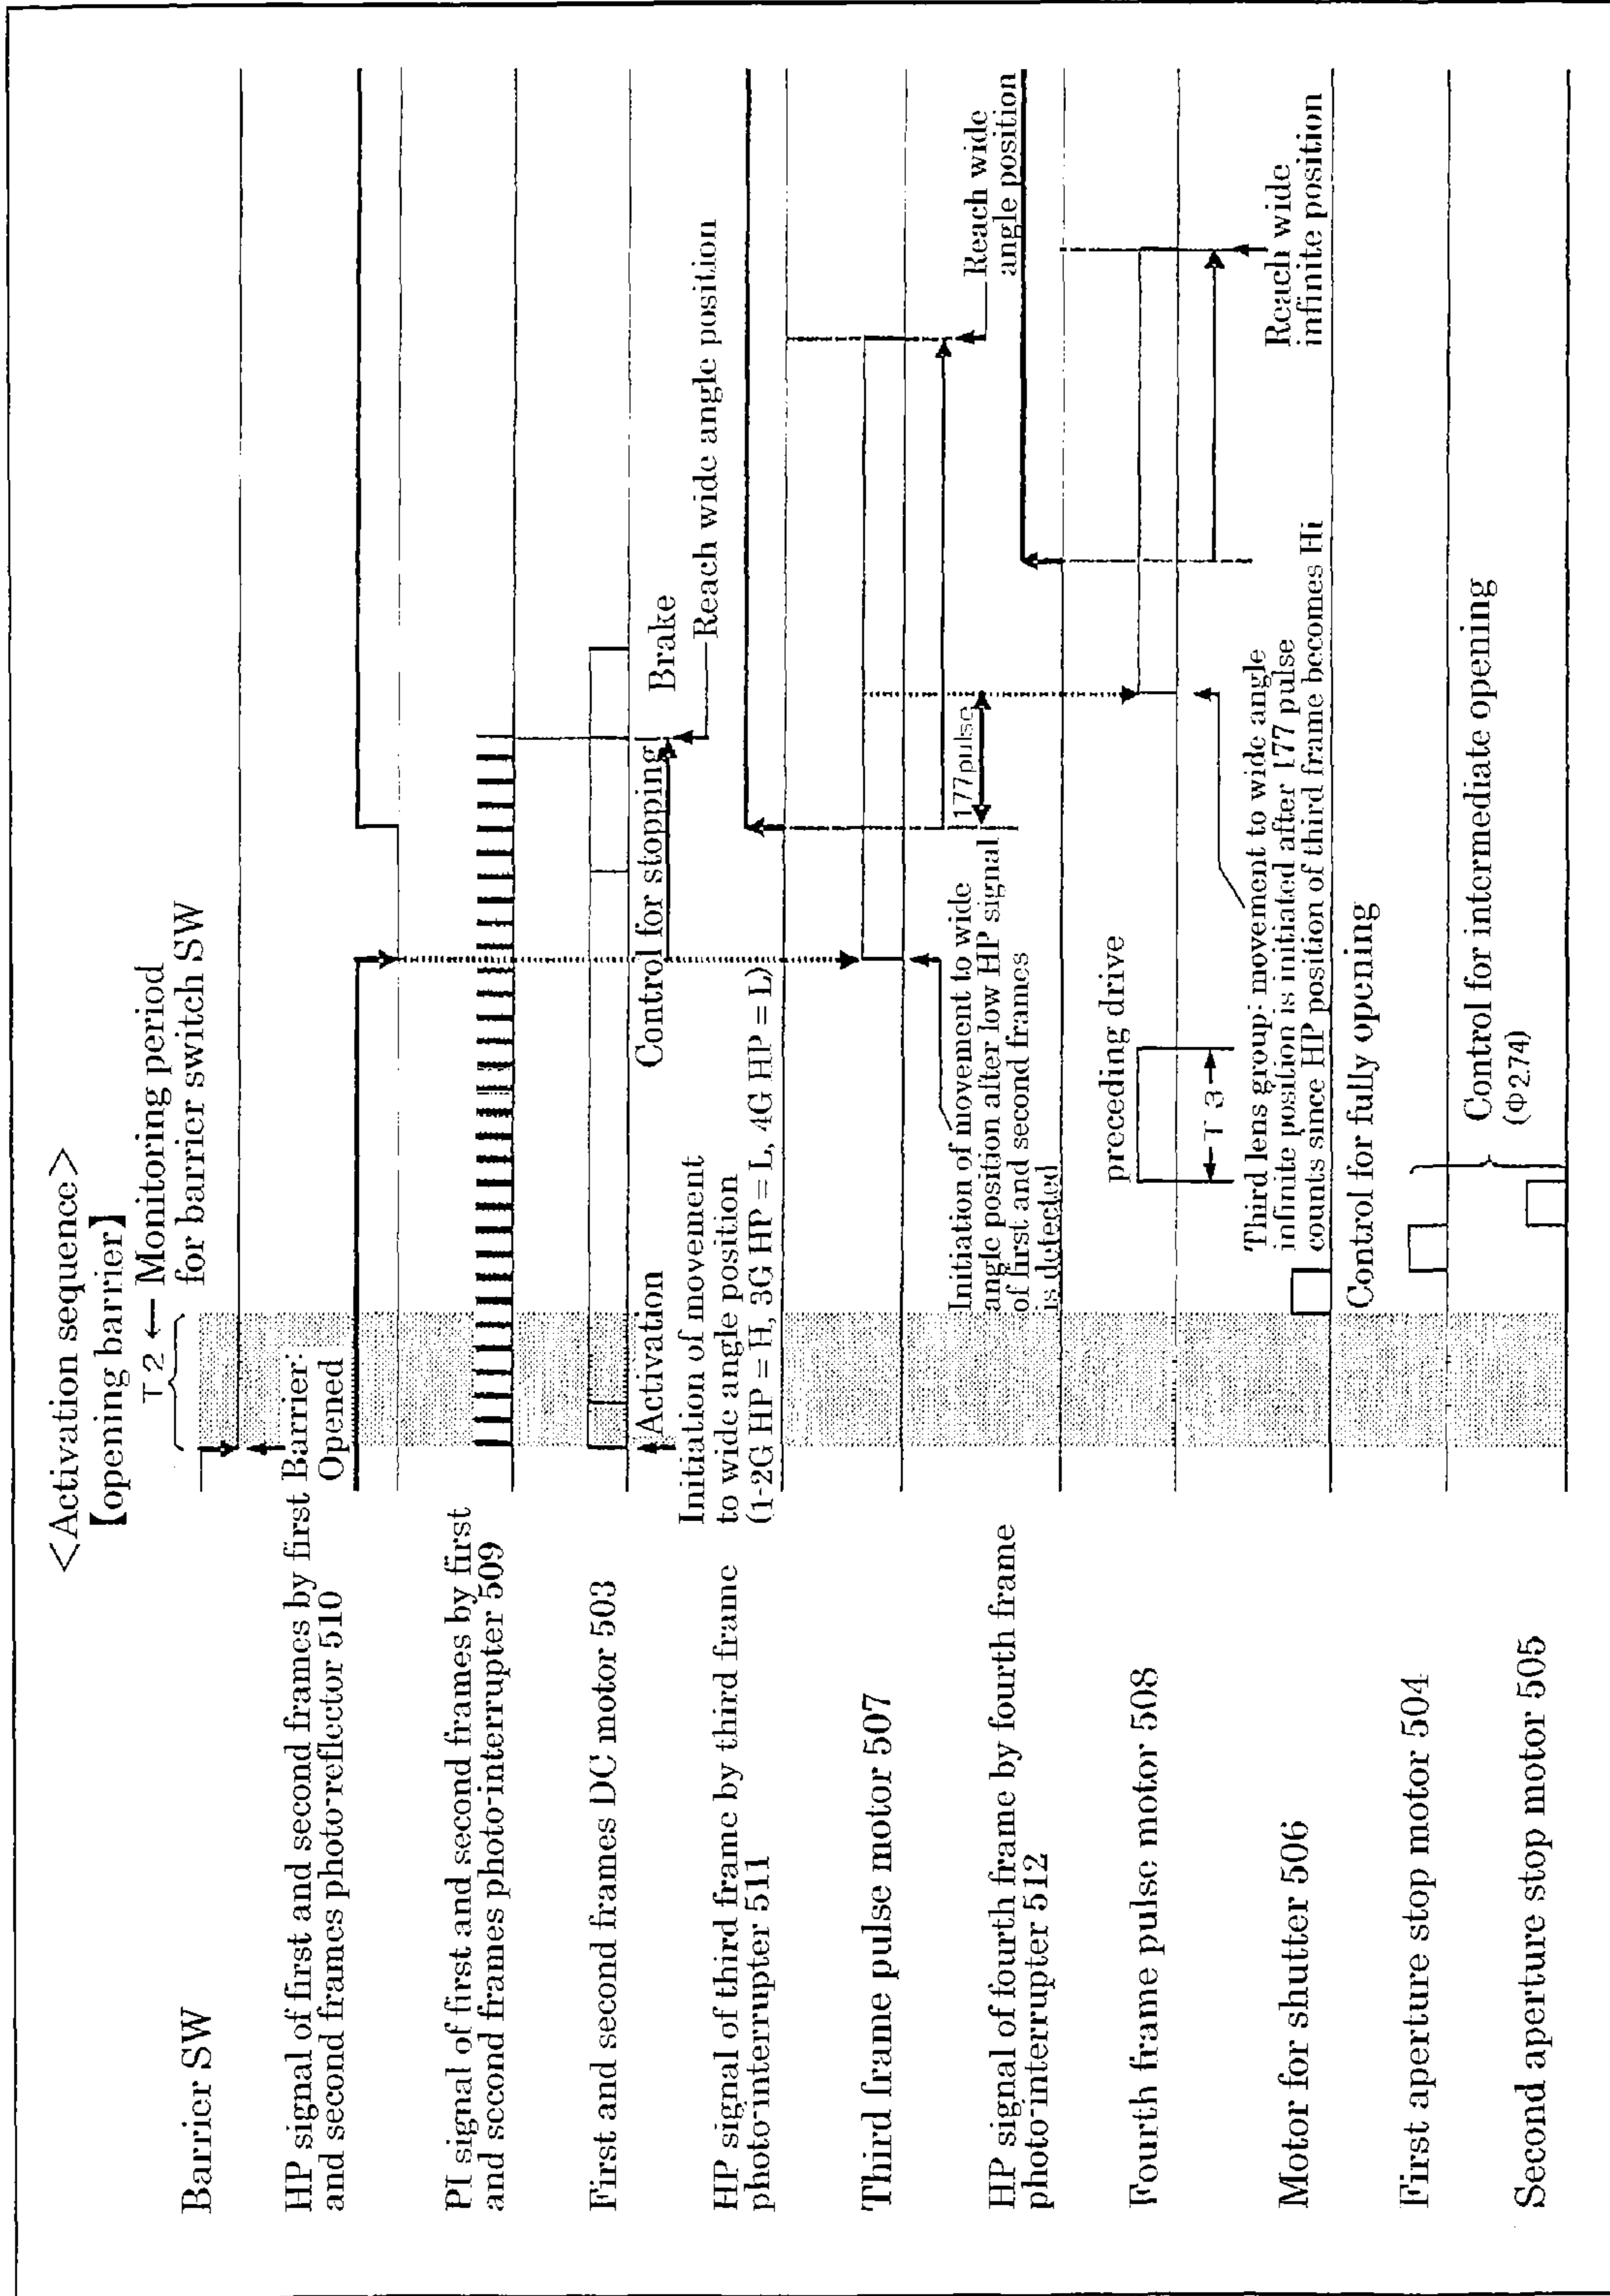 <Activation sequence>
【opening barrier】
T2 ← Monitoring period
for barrier switch SW
Barrier SW
Barrier:
Opened
HP signal of first and second frames by first
and second frames photo-reflector 510
PI signal of first and second frames by first
and second frames photo-interrupter 509
First and second frames DC motor 503
Activation
Control for stopping
Brake
Reach wide angle position
Initiation of movement
to wide angle position
(1-2G HP = H, 3G HP = L, 4G HP = L)
HP signal of third frame by third frame
photo-interrupter 511
Third frame pulse motor 507
Initiation of movement to wide
angle position after low HP signal
of first and second frames
is detected
177pulse
Reach wide
angle position
HP signal of fourth frame by fourth frame
photo-interrupter 512
Fourth frame pulse motor 508
preceding drive
T3
Third lens group: movement to wide angle
infinite position is initiated after 177 pulse
counts since HP position of third frame becomes Hi
Reach wide
infinite position
Motor for shutter 506
Control for fully opening
First aperture stop motor 504
Control for intermediate opening
(Φ2.74)
Second aperture stop motor 505